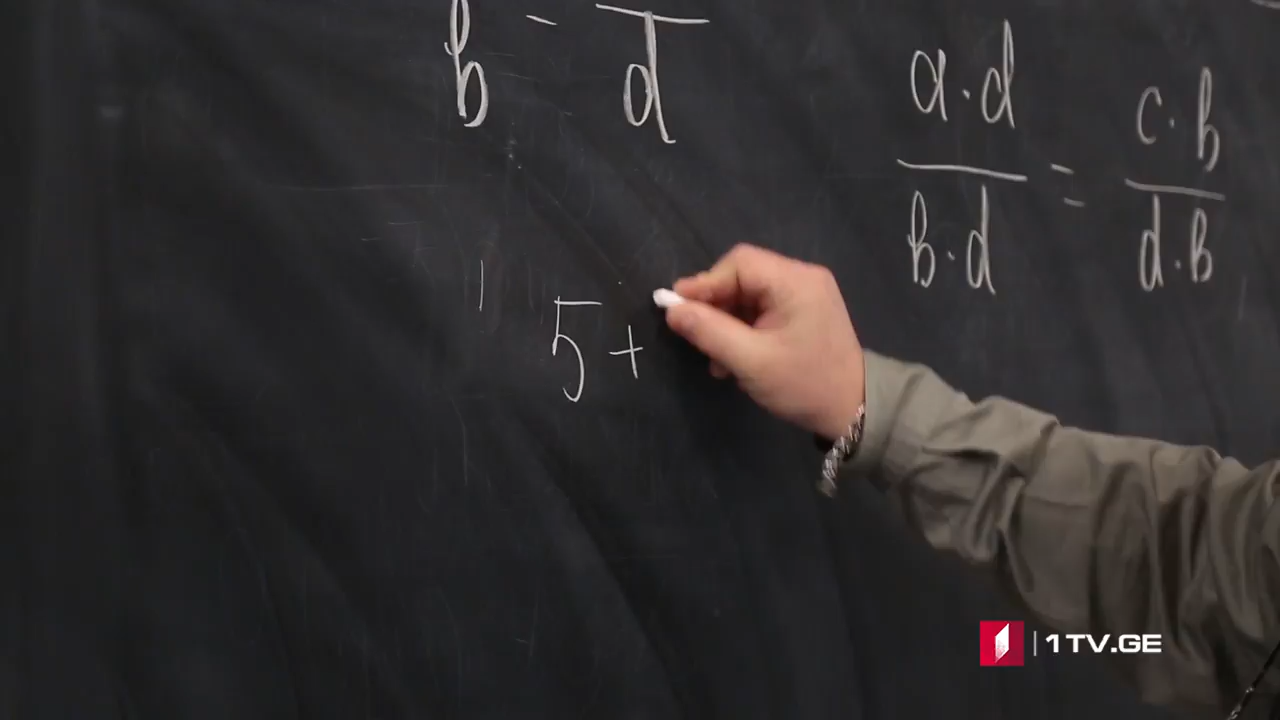 b = d
a·d / b·d = c·b / d·b
5 +
1TV.GE